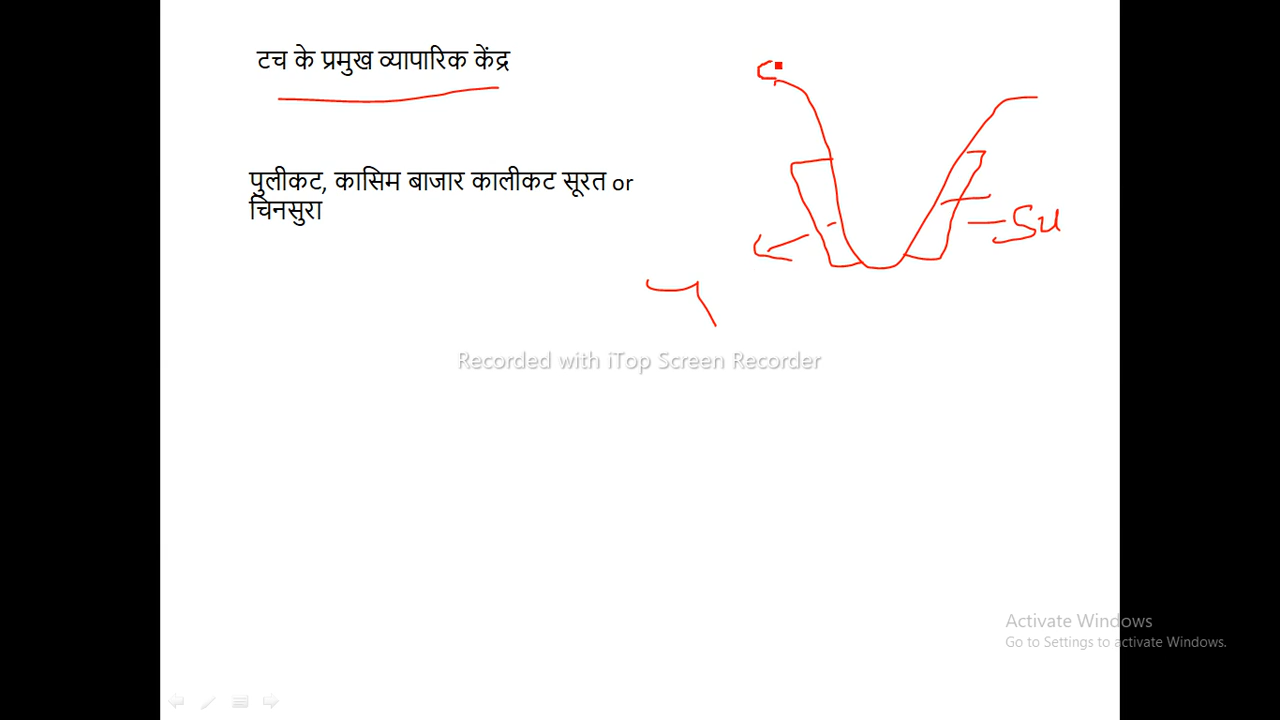 टच के प्रमुख व्यापारिक केंद्र
पुलीकट, कासिम बाजार कालीकट सूरत or
चिनसुरा
Su
Recorded with iTop Screen Recorder
Activate Windows
Go to Settings to activate Windows.